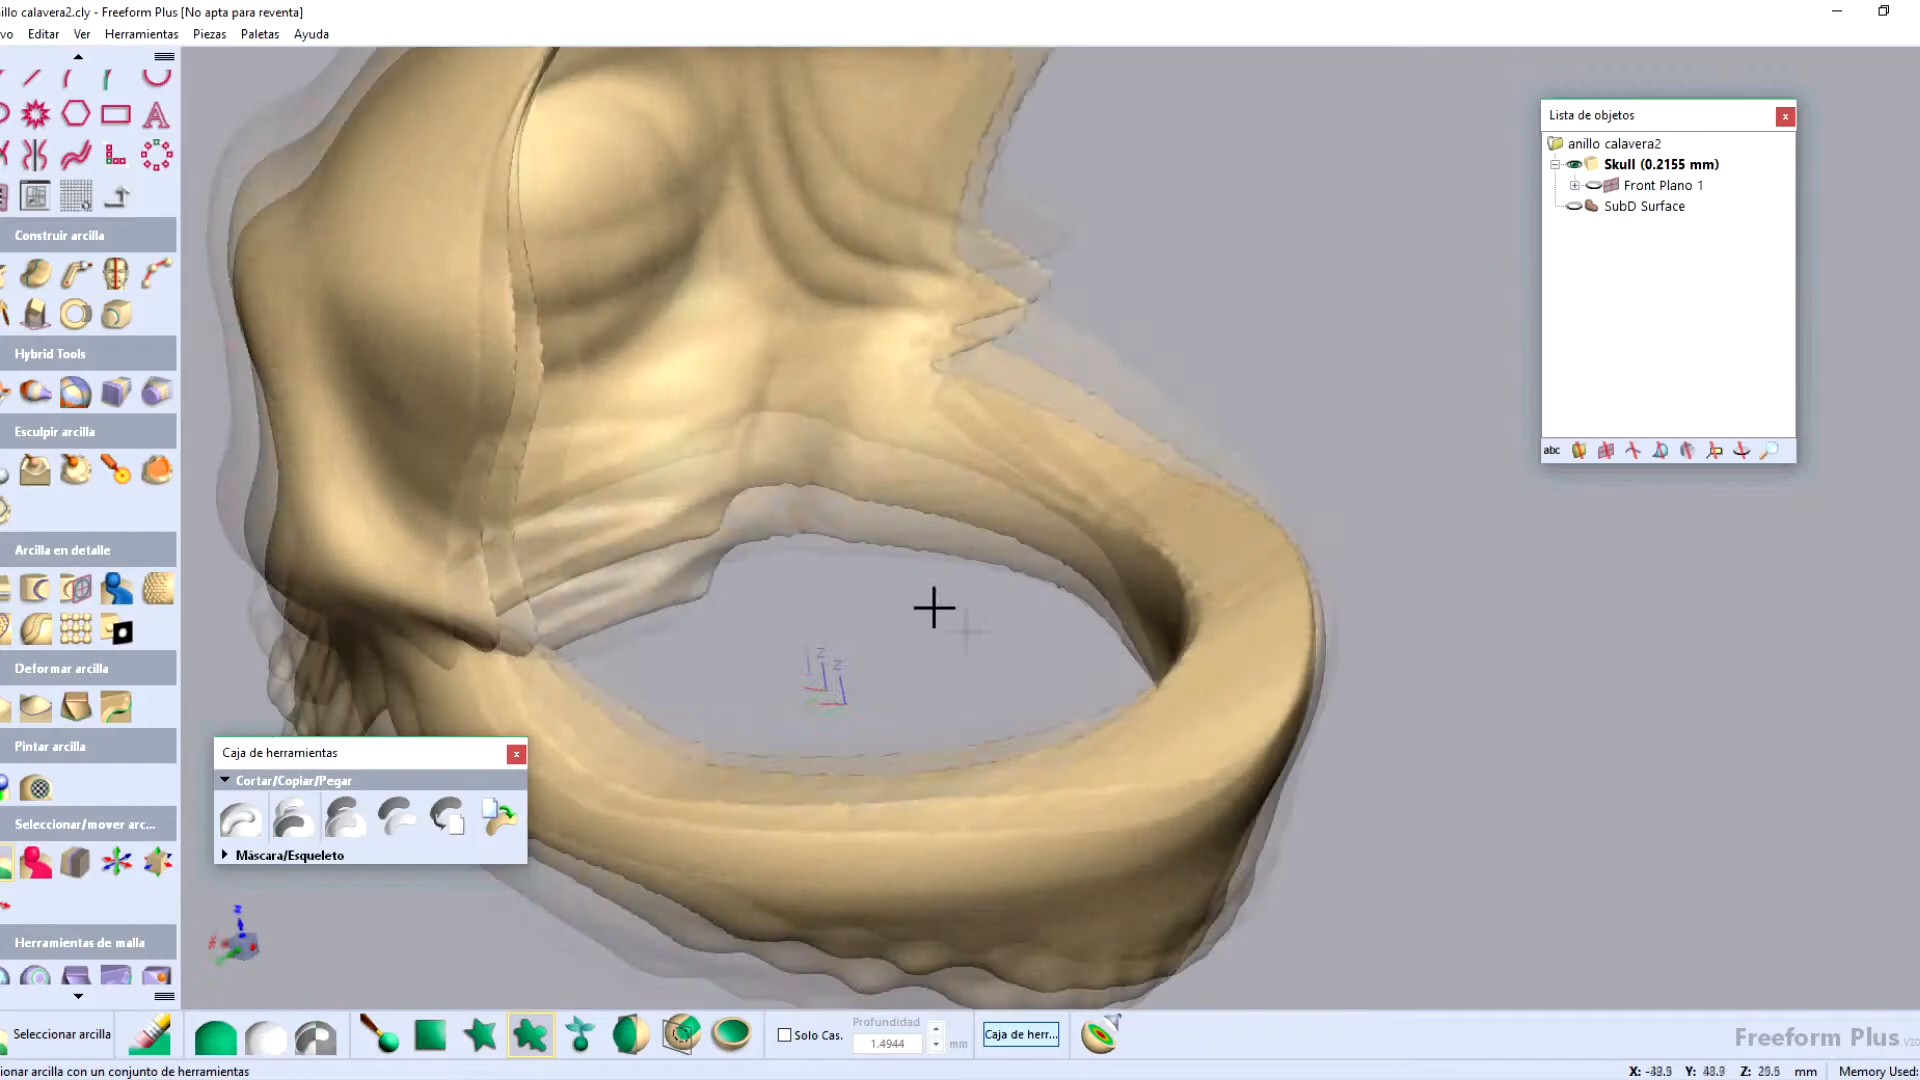 illo calavera2.cly - Freeform Plus [No apta para reventa]
vo Editar Ver Herramientas Piezas Paletas Ayuda
Construir arcilla
Hybrid Tools
Esculpir arcilla
Arcilla en detalle
Deformar arcilla
Pintar arcilla
Seleccionar/mover arc...
Herramientas de malla
Lista de objetos
anillo calavera2
Skull (0.2155 mm)
Front Plano 1
SubD Surface
abc
Caja de herramientas
Cortar/Copiar/Pegar
Máscara/Esqueleto
z
z
Seleccionar arcilla
Solo Cas.
Profundidad
1.4944 mm
Caja de herr...
Freeform Plus
ionar arcilla con un conjunto de herramientas
mm Memory Used: